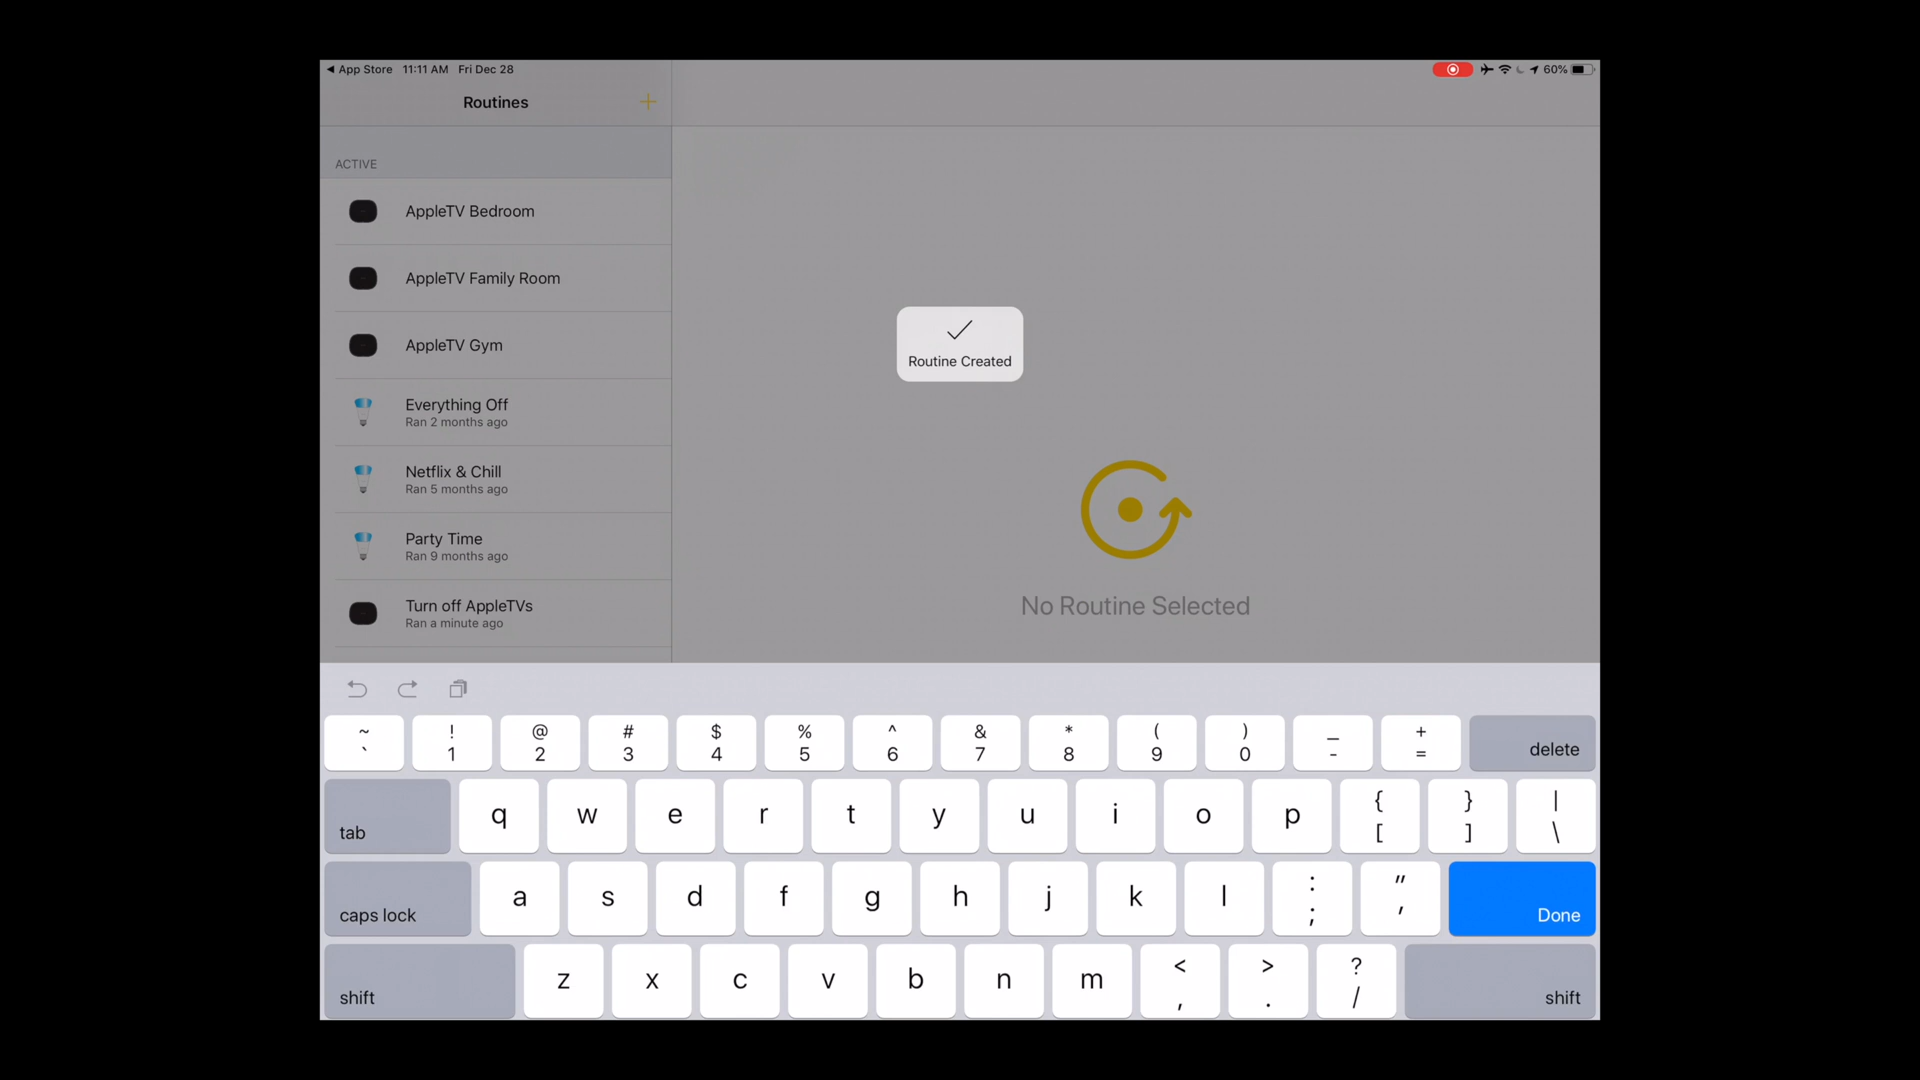 ◀ App Store 11:11 AM Fri Dec 28
60%
Routines +
ACTIVE
AppleTV Bedroom
AppleTV Family Room
AppleTV Gym
Everything Off
Ran 2 months ago
Netflix & Chill
Ran 5 months ago
Party Time
Ran 9 months ago
Turn off AppleTVs
Ran a minute ago
Routine Created
No Routine Selected
~ ! @ # $ % ^ & * ( ) _ +
` 1 2 3 4 5 6 7 8 9 0 - = delete
tab q w e r t y u i o p { [ } ] | \
caps lock a s d f g h j k l : ; " ' Done
shift z x c v b n m < , > . ? / shift